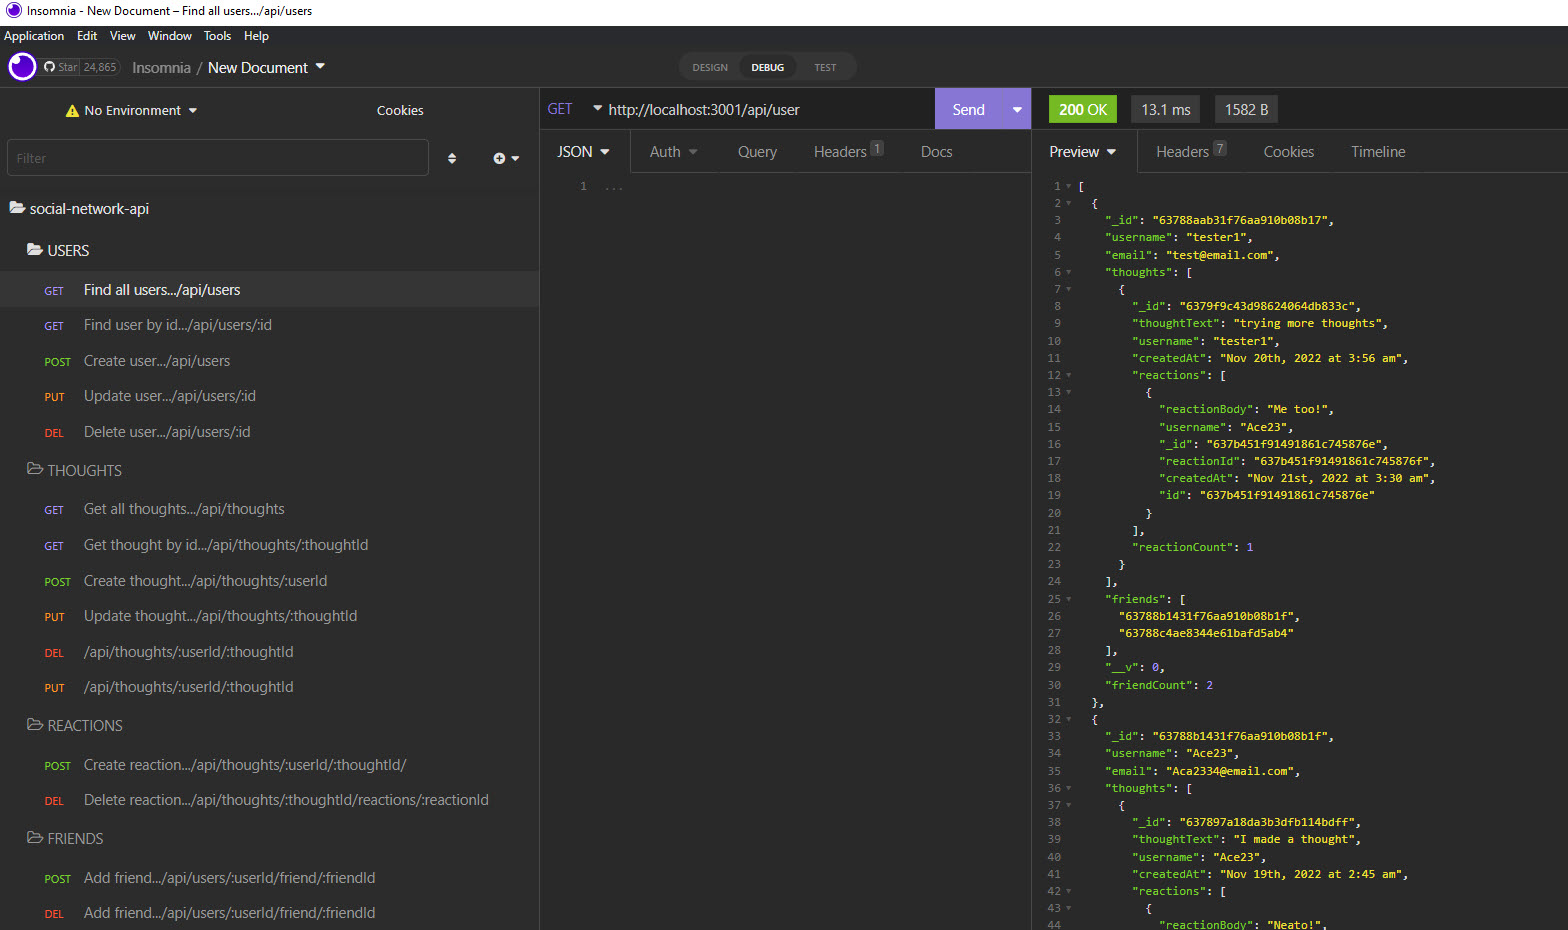 Insomnia - New Document – Find all users.../api/users
Application Edit View Window Tools Help
Star 24,865 Insomnia / New Document DESIGN DEBUG TEST
No Environment Cookies
Filter
social-network-api
USERS
GET Find all users.../api/users
GET Find user by id.../api/users/:id
POST Create user.../api/users
PUT Update user.../api/users/:id
DEL Delete user.../api/users/:id
THOUGHTS
GET Get all thoughts.../api/thoughts
GET Get thought by id.../api/thoughts/:thoughtId
POST Create thought.../api/thoughts/:userId
PUT Update thought.../api/thoughts/:thoughtId
DEL /api/thoughts/:userId/:thoughtId
PUT /api/thoughts/:userId/:thoughtId
REACTIONS
POST Create reaction.../api/thoughts/:userId/:thoughtId/
DEL Delete reaction.../api/thoughts/:thoughtId/reactions/:reactionId
FRIENDS
POST Add friend.../api/users/:userId/friend/:friendId
DEL Add friend.../api/users/:userId/friend/:friendId
GET http://localhost:3001/api/user Send
JSON Auth Query Headers 1 Docs
1 ...
200 OK 13.1 ms 1582 B
Preview Headers 7 Cookies Timeline
1 [
2 {
3 "_id": "63788aab31f76aa910b08b17",
4 "username": "tester1",
5 "email": "test@email.com",
6 "thoughts": [
7 {
8 "_id": "6379f9c43d98624064db833c",
9 "thoughtText": "trying more thoughts",
10 "username": "tester1",
11 "createdAt": "Nov 20th, 2022 at 3:56 am",
12 "reactions": [
13 {
14 "reactionBody": "Me too!",
15 "username": "Ace23",
16 "_id": "637b451f91491861c745876e",
17 "reactionId": "637b451f91491861c745876f",
18 "createdAt": "Nov 21st, 2022 at 3:30 am",
19 "id": "637b451f91491861c745876e"
20 }
21 ],
22 "reactionCount": 1
23 }
24 ],
25 "friends": [
26 "63788b1431f76aa910b08b1f",
27 "63788c4ae8344e61bafd5ab4"
28 ],
29 "__v": 0,
30 "friendCount": 2
31 },
32 {
33 "_id": "63788b1431f76aa910b08b1f",
34 "username": "Ace23",
35 "email": "Aca2334@email.com",
36 "thoughts": [
37 {
38 "_id": "637897a18da3b3dfb114bdff",
39 "thoughtText": "I made a thought",
40 "username": "Ace23",
41 "createdAt": "Nov 19th, 2022 at 2:45 am",
42 "reactions": [
43 {
44 "reactionBody": "Neato!",